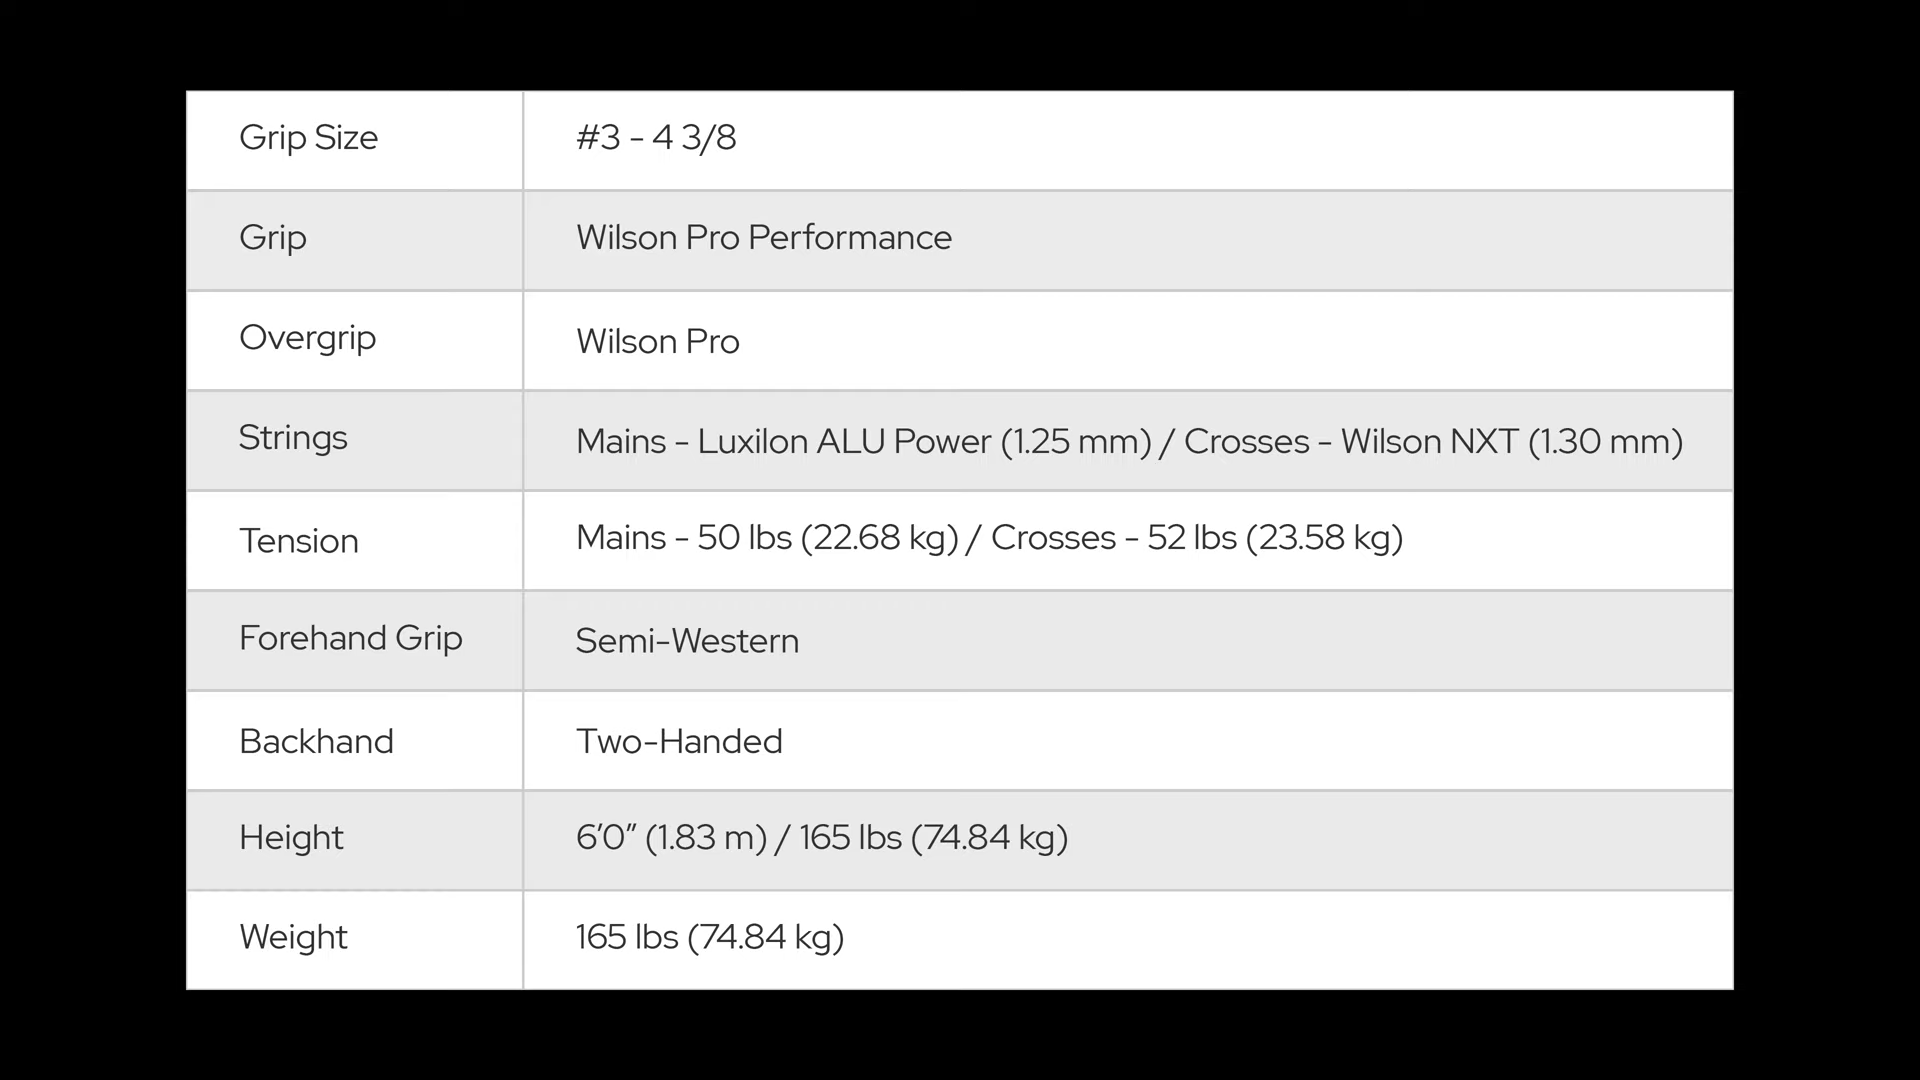 Grip Size #3 - 4 3/8
Grip Wilson Pro Performance
Overgrip Wilson Pro
Strings Mains - Luxilon ALU Power (1.25 mm) / Crosses - Wilson NXT (1.30 mm)
Tension Mains - 50 lbs (22.68 kg) / Crosses - 52 lbs (23.58 kg)
Forehand Grip Semi-Western
Backhand Two-Handed
Height 6’0” (1.83 m) / 165 lbs (74.84 kg)
Weight 165 lbs (74.84 kg)